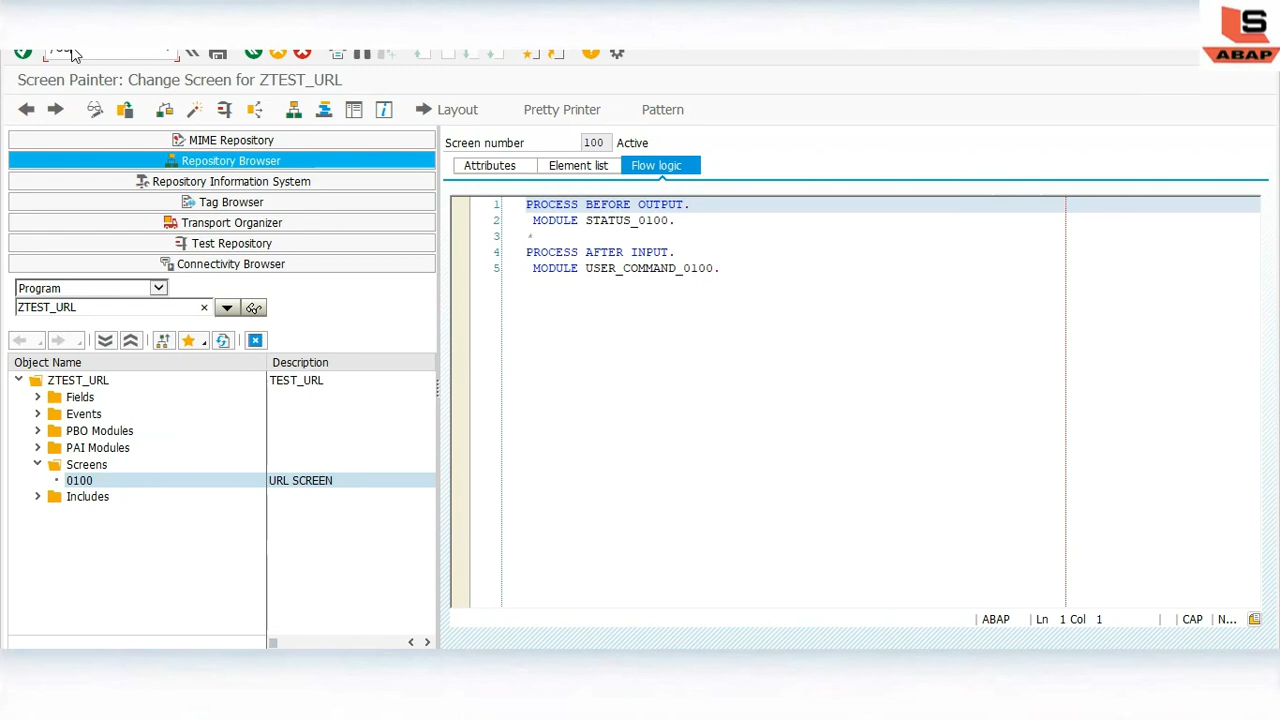 S
ABAP
Screen Painter: Change Screen for ZTEST_URL
Layout Pretty Printer Pattern
MIME Repository
Repository Browser
Repository Information System
Tag Browser
Transport Organizer
Test Repository
Connectivity Browser
Program
ZTEST_URL
Object Name Description
ZTEST_URL TEST_URL
Fields
Events
PBO Modules
PAI Modules
Screens
0100 URL SCREEN
Includes
Screen number 100 Active
Attributes Element list Flow logic
1 PROCESS BEFORE OUTPUT.
2 MODULE STATUS_0100.
3 *
4 PROCESS AFTER INPUT.
5 MODULE USER_COMMAND_0100.
ABAP Ln 1 Col 1 CAP N...